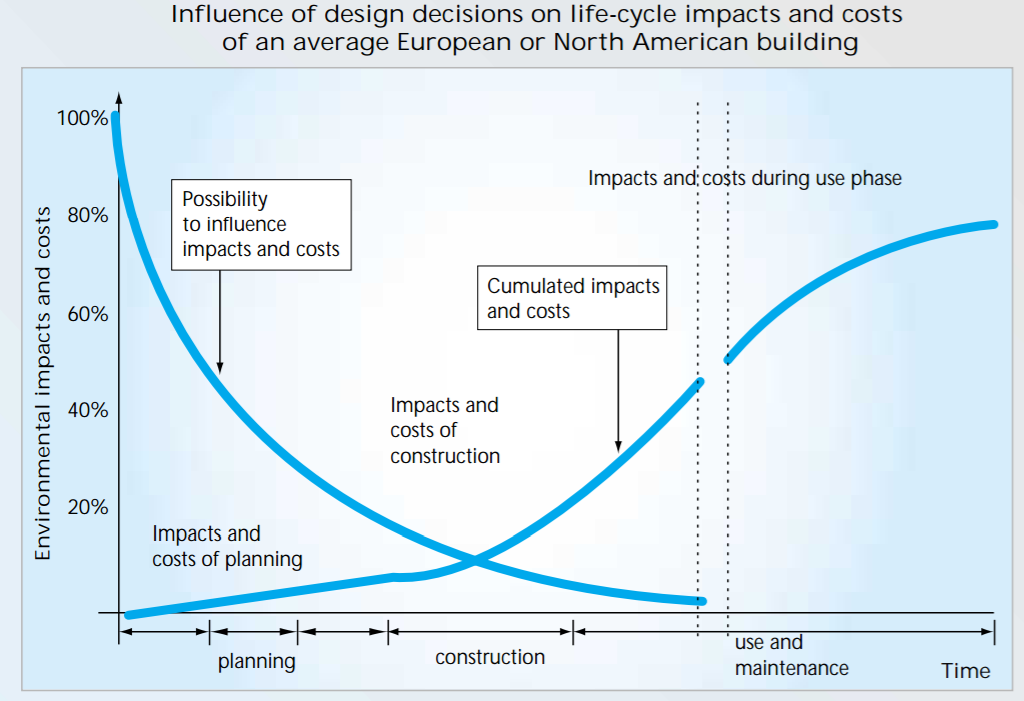 Influence of design decisions on life-cycle impacts and costs
of an average European or North American building
Environmental impacts and costs
100%
80%
60%
40%
20%
Possibility
to influence
impacts and costs
Impacts and costs during use phase
Cumulated impacts
and costs
Impacts and
costs of
construction
Impacts and
costs of planning
planning
construction
use and
maintenance
Time